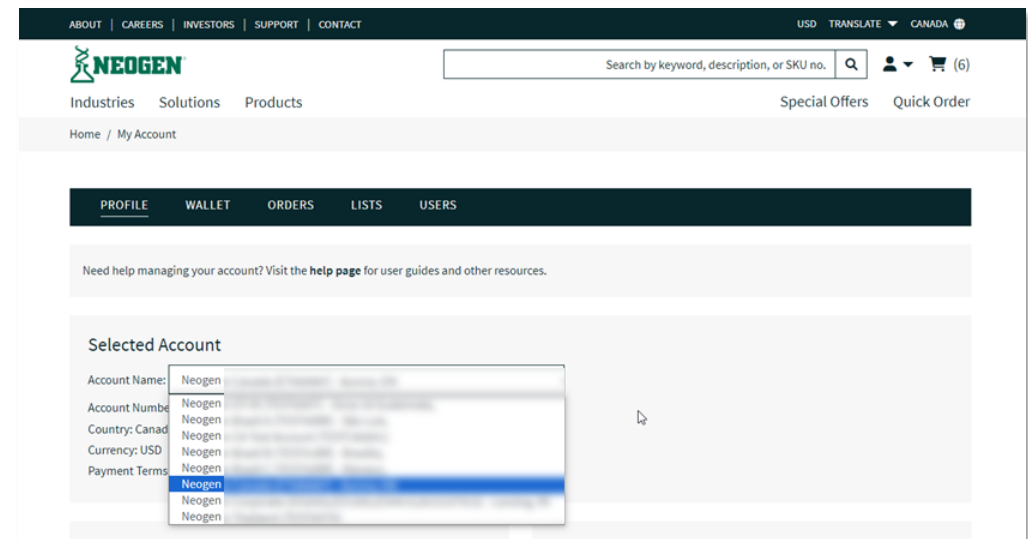 ABOUT | CAREERS | INVESTORS | SUPPORT | CONTACT USD TRANSLATE CANADA
NEOGEN Search by keyword, description, or SKU no. (6)
Industries Solutions Products Special Offers Quick Order
Home / My Account
PROFILE WALLET ORDERS LISTS USERS
Need help managing your account? Visit the help page for user guides and other resources.
Selected Account
Account Name: Neogen
Account Numbe Neogen
Neogen
Country: Canad Neogen
Currency: USD Neogen
Payment Terms Neogen
Neogen
Neogen
Neogen